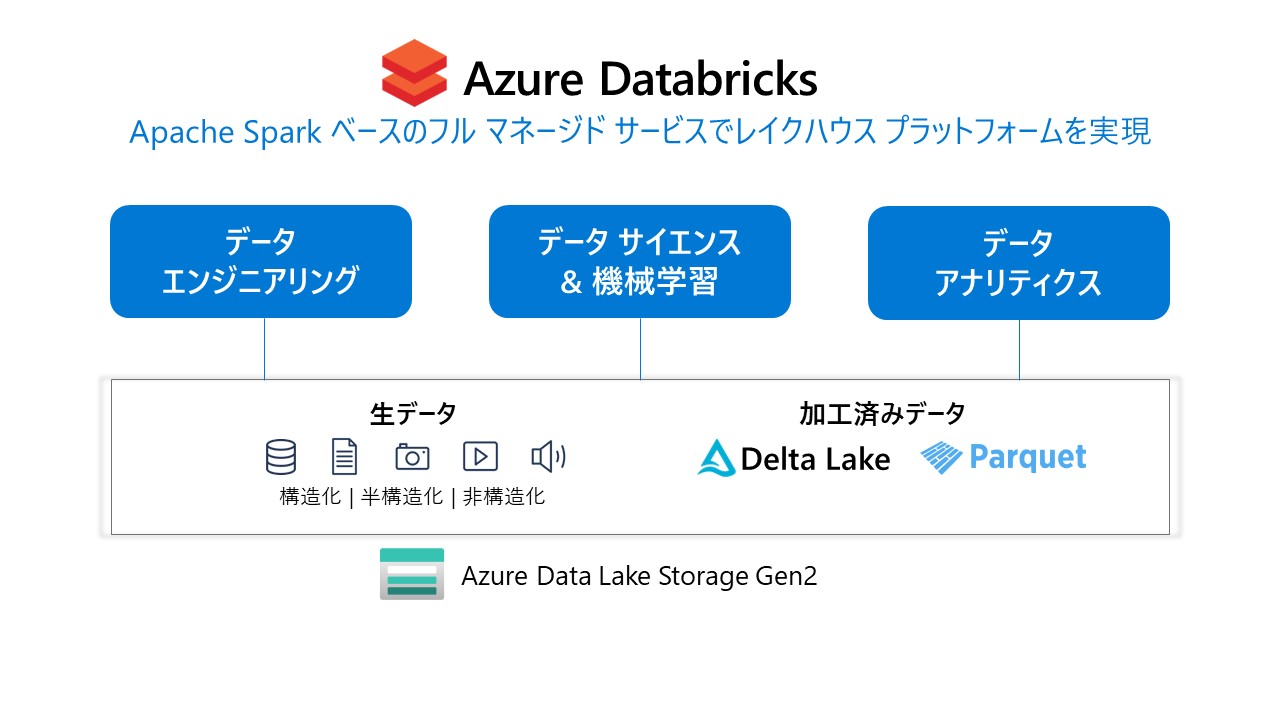 Azure Databricks
Apache Spark ベースのフル マネージド サービスでレイクハウス プラットフォームを実現
データ
エンジニアリング
データ サイエンス
& 機械学習
データ
アナリティクス
生データ
構造化 | 半構造化 | 非構造化
加工済みデータ
Delta Lake
Parquet
Azure Data Lake Storage Gen2